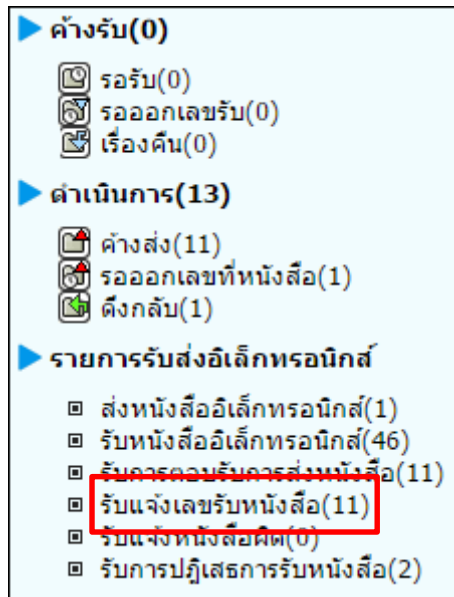 ค้างรับ(0)
รอรับ(0)
รอออกเลขรับ(0)
เรื่องคืน(0)
ดำเนินการ(13)
ค้างส่ง(11)
รอออกเลขที่หนังสือ(1)
ดึงกลับ(1)
รายการรับส่งอิเล็กทรอนิกส์
ส่งหนังสืออิเล็กทรอนิกส์(1)
รับหนังสืออิเล็กทรอนิกส์(46)
รับการตอบรับการส่งหนังสือ(11)
รับแจ้งเลขรับหนังสือ(11)
รับแจ้งหนังสือผิด(0)
รับการปฏิเสธการรับหนังสือ(2)